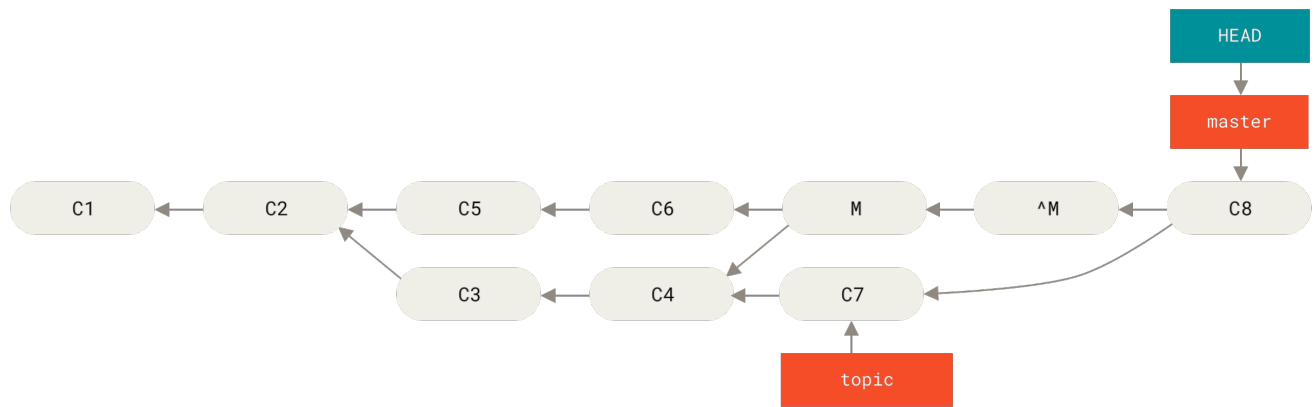 HEAD
master
C1 C2 C5 C6 M ^M C8
C3 C4 C7
topic